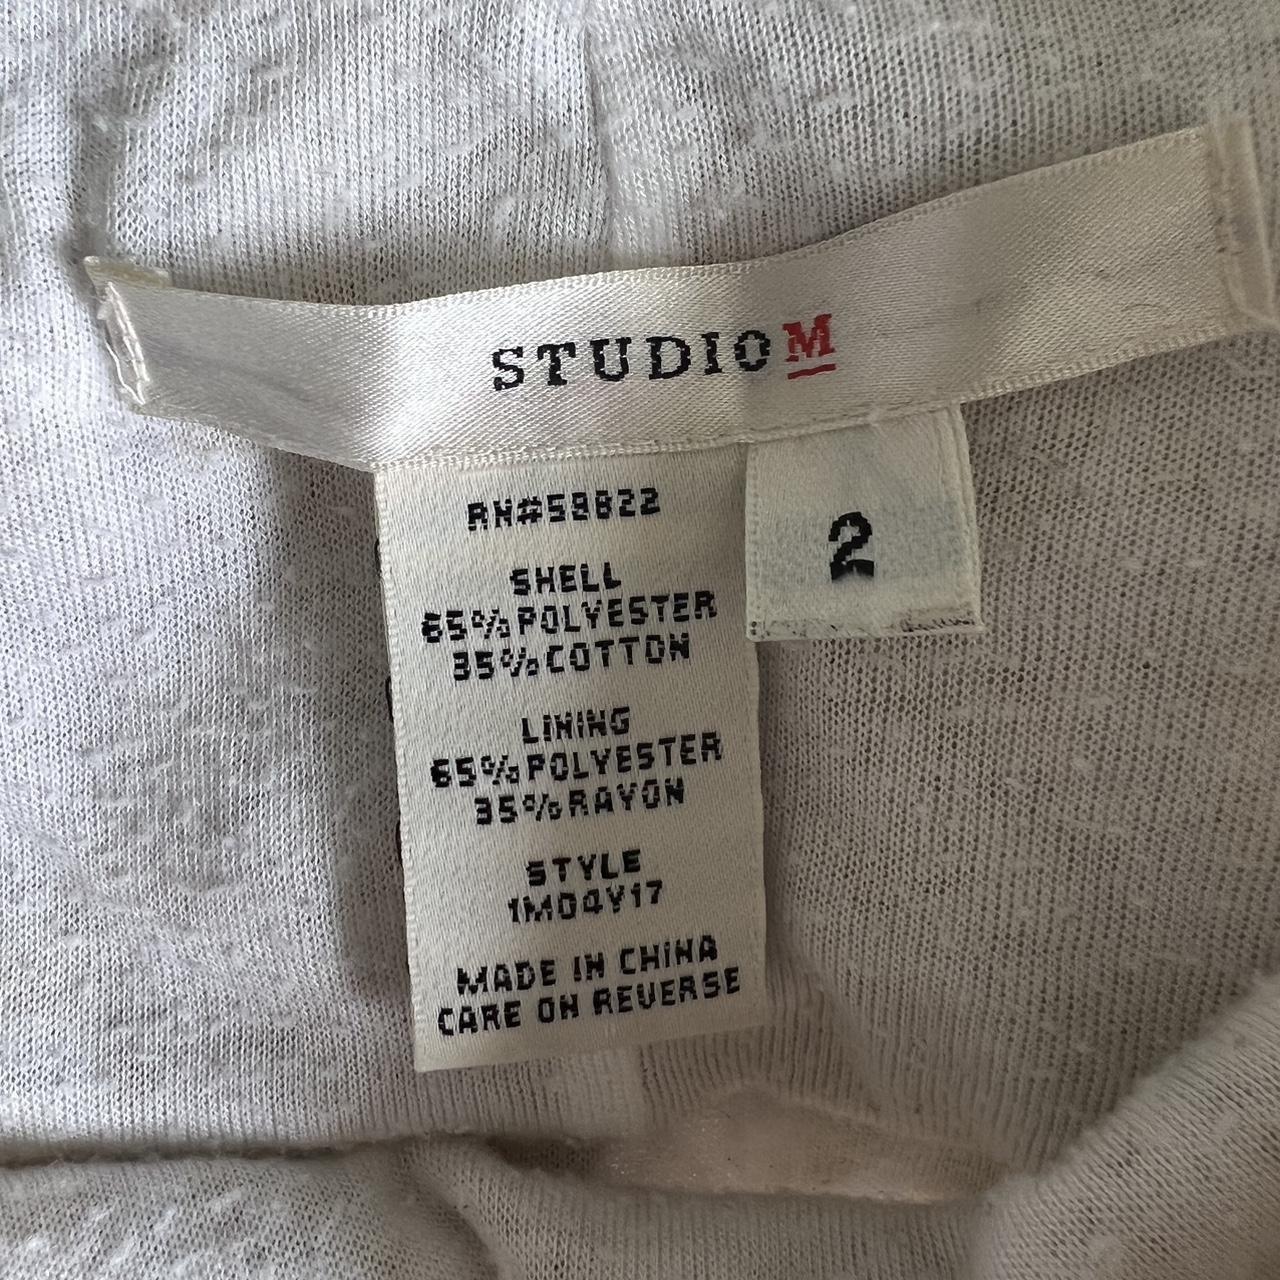 STUDIO M
2
RN#58822
SHELL
65% POLYESTER
35% COTTON
LINING
65% POLYESTER
35% RAYON
STYLE
1M04Y17
MADE IN CHINA
CARE ON REVERSE